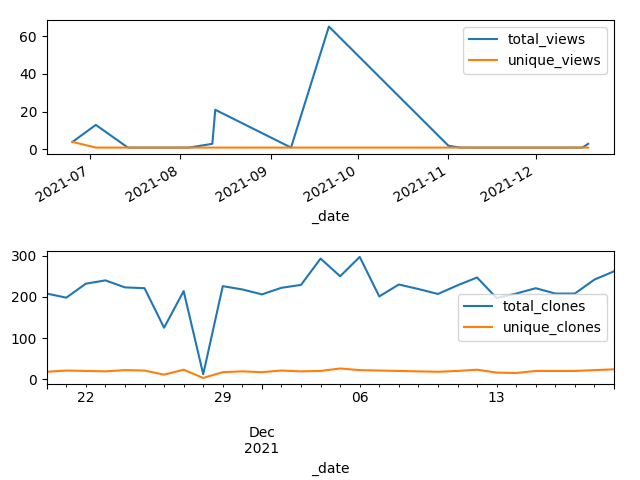 60
40
20
0
total_views
unique_views
2021-07
2021-08
2021-09
2021-10
2021-11
2021-12
_date
300
200
100
0
total_clones
unique_clones
22
29
06
13
Dec
2021
_date